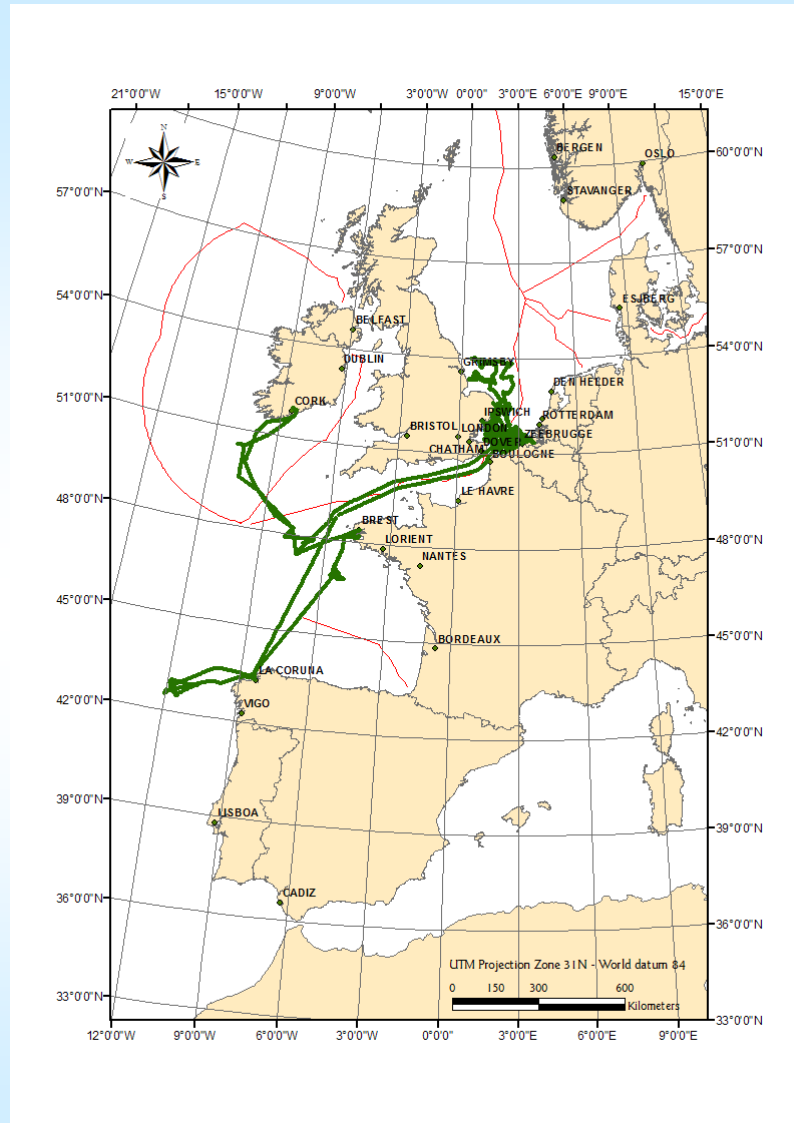 21°0'0"W 15°0'0"W 9°0'0"W 3°0'0"W 0°0'0" 3°0'0"E 6°0'0"E 9°0'0"E 15°0'0"E
N
W E
S
BERGEN
OSLO
60°0'0"N
STAVANGER
57°0'0"N
57°0'0"N
54°0'0"N
ESJBERG
BELFAST
54°0'0"N
DUBLIN
GRIMSBY
DEN HELDER
51°0'0"N
CORK
IPSWICH
ROTTERDAM
BRISTOL
LONDON
ZEEBRUGGE
51°0'0"N
CHATHAM
DOVER
BOULOGNE
LE HAVRE
48°0'0"N
BREST
LORIENT
48°0'0"N
NANTES
45°0'0"N
BORDEAUX
45°0'0"N
LA CORUNA
42°0'0"N
VIGO
42°0'0"N
39°0'0"N
LISBOA
39°0'0"N
CADIZ
36°0'0"N
36°0'0"N
UTM Projection Zone 31N - World datum 84
0 150 300 600
Kilometers
33°0'0"N
33°0'0"N
12°0'0"W 9°0'0"W 6°0'0"W 3°0'0"W 0°0'0" 3°0'0"E 6°0'0"E 9°0'0"E